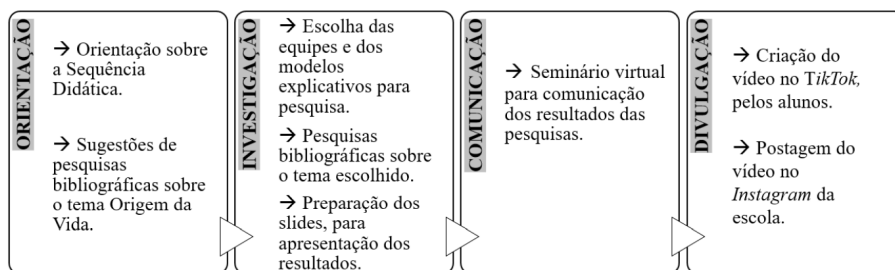 ORIENTAÇÃO
→ Orientação sobre
a Sequência
Didática.
→ Sugestões de
pesquisas
bibliográficas sobre
o tema Origem da
Vida.
INVESTIGAÇÃO
→ Escolha das
equipes e dos
modelos
explicativos para
pesquisa.
→ Pesquisas
bibliográficas sobre
o tema escolhido.
→ Preparação dos
slides, para
apresentação dos
resultados.
COMUNICAÇÃO
→ Seminário virtual
para comunicação
dos resultados das
pesquisas.
DIVULGAÇÃO
→ Criação do
vídeo no TikTok,
pelos alunos.
→ Postagem do
vídeo no
Instagram da
escola.